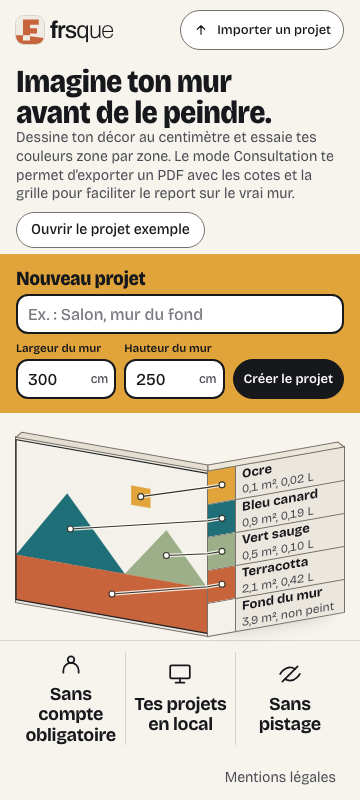 frsque
Importer un projet
Imagine ton mur
avant de le peindre.
Dessine ton décor au centimètre et essaie tes
couleurs zone par zone. Le mode Consultation te
permet d'exporter un PDF avec les cotes et la
grille pour faciliter le report sur le vrai mur.
Ouvrir le projet exemple
Nouveau projet
Ex. : Salon, mur du fond
Largeur du mur
Hauteur du mur
300 cm
250 cm
Créer le projet
Ocre
0,1 m², 0,02 L
Bleu canard
0,9 m², 0,19 L
Vert sauge
0,5 m², 0,10 L
Terracotta
2,1 m², 0,42 L
Fond du mur
3,9 m², non peint
Sans
compte
obligatoire
Tes projets
en local
Sans
pistage
Mentions légales